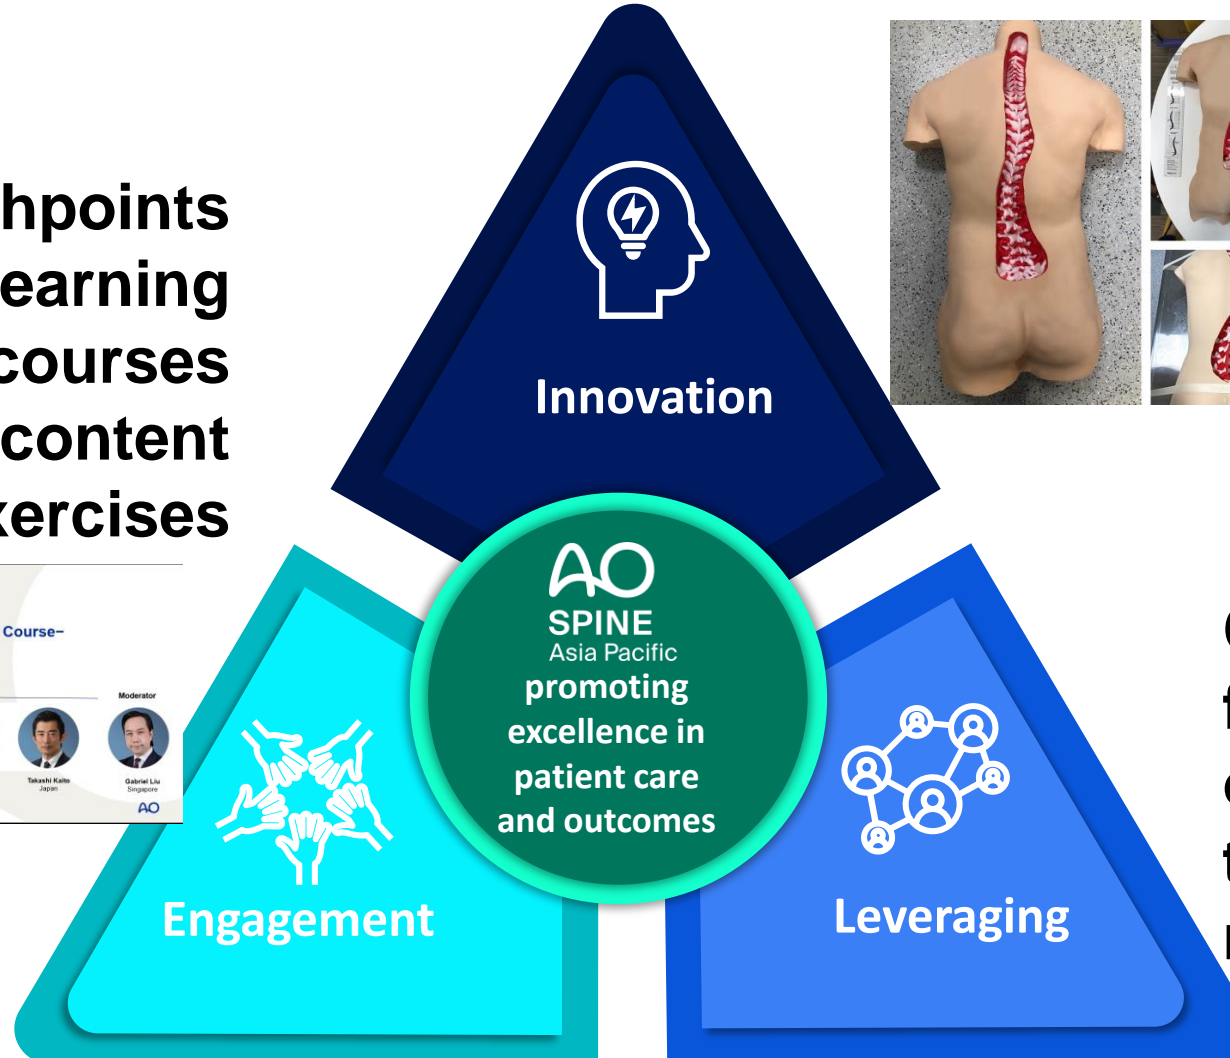 hpoints
earning
courses
content
xercises
Innovation
Course–
Moderator
Takashi Kaito
Japan
Gabriel Liu
Singapore
AO
AO
SPINE
Asia Pacific
promoting
excellence in
patient care
and outcomes
Engagement
Leveraging